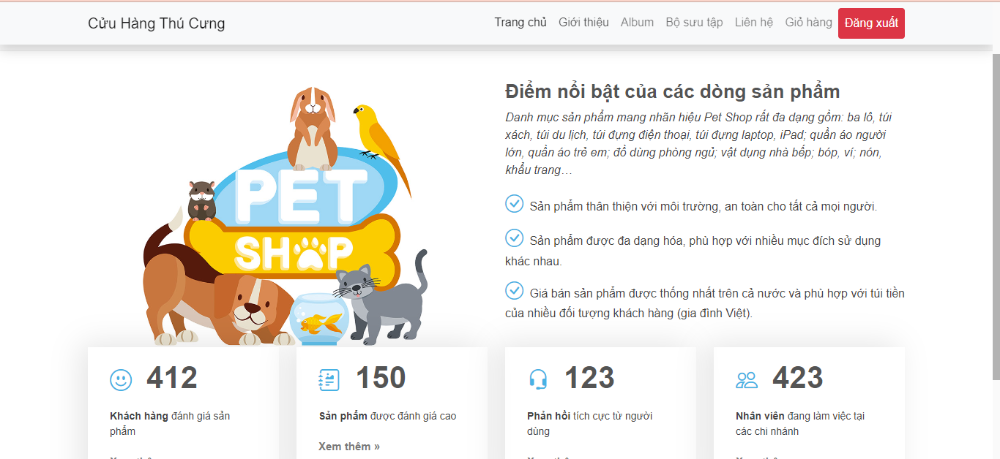 Cửu Hàng Thú Cưng
Trang chủ Giới thiệu Album Bộ sưu tập Liên hệ Giỏ hàng Đăng xuất
PET
SHOP
Điểm nổi bật của các dòng sản phẩm
Danh mục sản phẩm mang nhãn hiệu Pet Shop rất đa dạng gồm: ba lô, túi
xách, túi du lịch, túi đựng điện thoại, túi đựng laptop, iPad; quần áo người
lớn, quần áo trẻ em; đồ dùng phòng ngủ; vật dụng nhà bếp; bóp, ví; nón,
khẩu trang…
Sản phẩm thân thiện với môi trường, an toàn cho tất cả mọi người.
Sản phẩm được đa dạng hóa, phù hợp với nhiều mục đích sử dụng
khác nhau.
Giá bán sản phẩm được thống nhất trên cả nước và phù hợp với túi tiền
của nhiều đối tượng khách hàng (gia đình Việt).
412
Khách hàng đánh giá sản
phẩm
150
Sản phẩm được đánh giá cao
Xem thêm »
123
Phản hồi tích cực từ người
dùng
423
Nhân viên đang làm việc tại
các chi nhánh